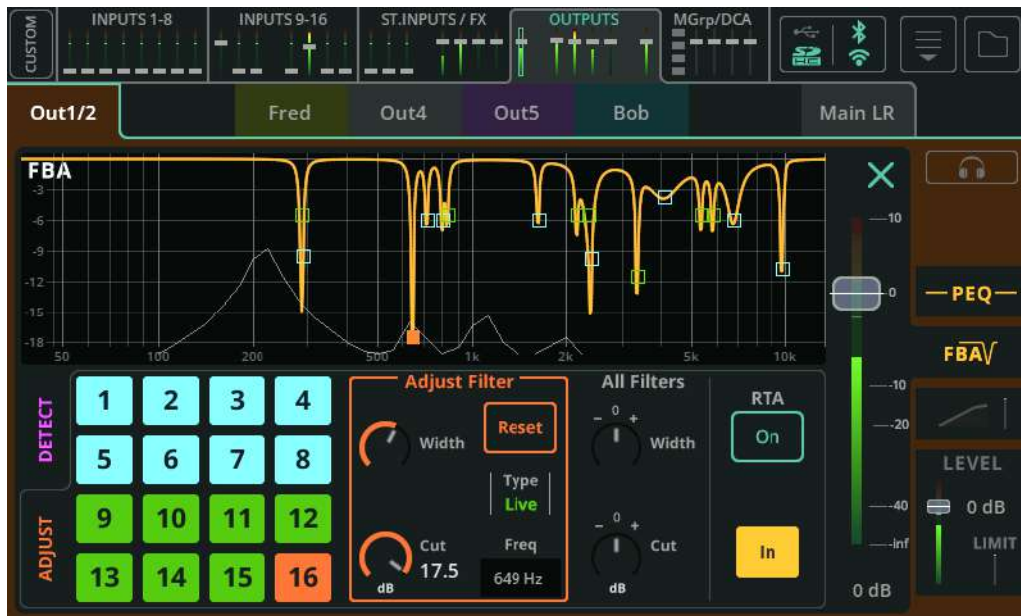 CUSTOM
INPUTS 1-8
INPUTS 9-16
ST.INPUTS / FX
OUTPUTS
MGrp/DCA
SD HC
Out1/2
Fred
Out4
Out5
Bob
Main LR
FBA
-3
-6
-9
-12
-15
-18
50
100
200
500
1k
2k
5k
10k
10
0
-10
-20
-40
-inf
0 dB
PEQ
FBA
LEVEL
0 dB
LIMIT
DETECT
ADJUST
1 2 3 4
5 6 7 8
9 10 11 12
13 14 15 16
Adjust Filter
Width
Reset
Type
Live
Cut
17.5
dB
Freq
649 Hz
All Filters
- 0 +
Width
- 0 +
Cut
dB
RTA
On
In